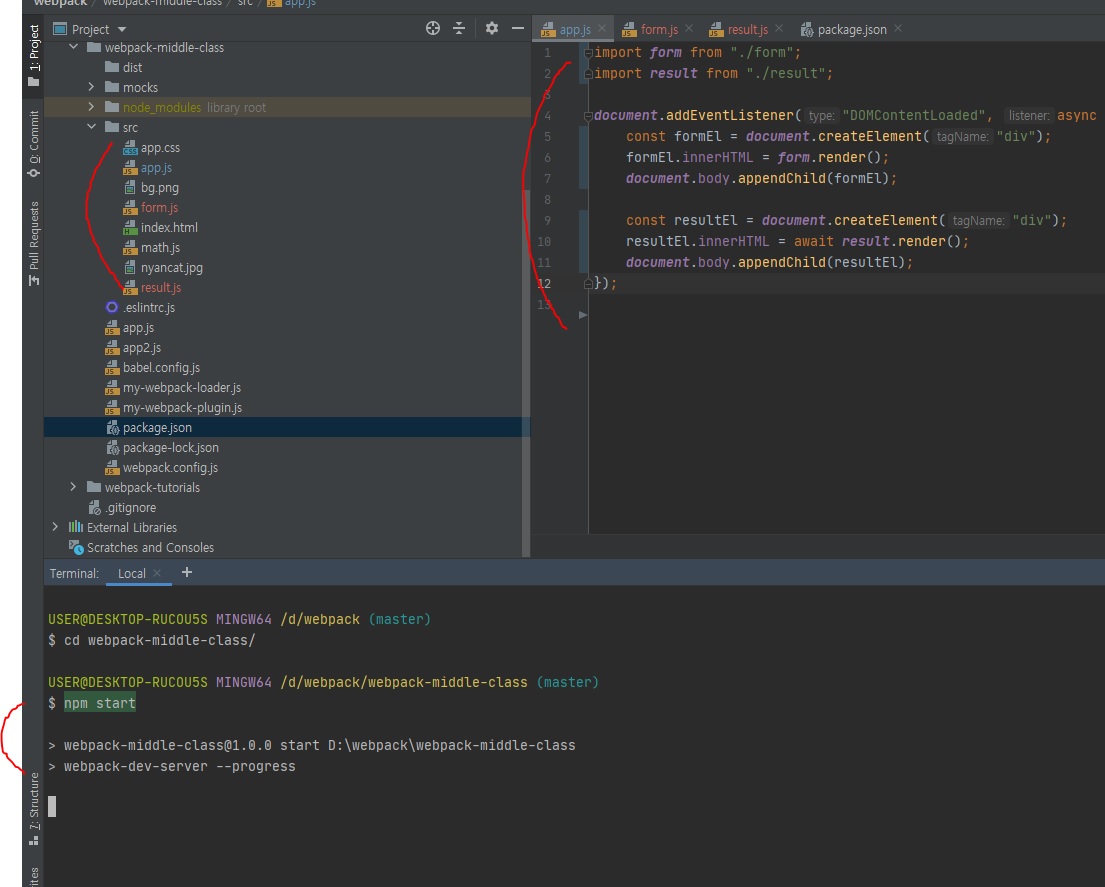 webpack webpack-middle-class src app.js
1: Project
Commit
Pull Requests
7: Structure
Project
webpack-middle-class
dist
mocks
node_modules library root
src
app.css
app.js
bg.png
form.js
index.html
math.js
nyancat.jpg
result.js
.eslintrc.js
app.js
app2.js
babel.config.js
my-webpack-loader.js
my-webpack-plugin.js
package.json
package-lock.json
webpack.config.js
webpack-tutorials
.gitignore
External Libraries
Scratches and Consoles
app.js form.js result.js package.json
1 import form from "./form";
2 import result from "./result";
3
4 document.addEventListener( type: "DOMContentLoaded", listener: async
5 const formEl = document.createElement( tagName: "div");
6 formEl.innerHTML = form.render();
7 document.body.appendChild(formEl);
8
9 const resultEl = document.createElement( tagName: "div");
10 resultEl.innerHTML = await result.render();
11 document.body.appendChild(resultEl);
12 });
13
Terminal: Local +
USER@DESKTOP-RUCOU5S MINGW64 /d/webpack (master)
$ cd webpack-middle-class/
USER@DESKTOP-RUCOU5S MINGW64 /d/webpack/webpack-middle-class (master)
$ npm start
> webpack-middle-class@1.0.0 start D:\webpack\webpack-middle-class
> webpack-dev-server --progress